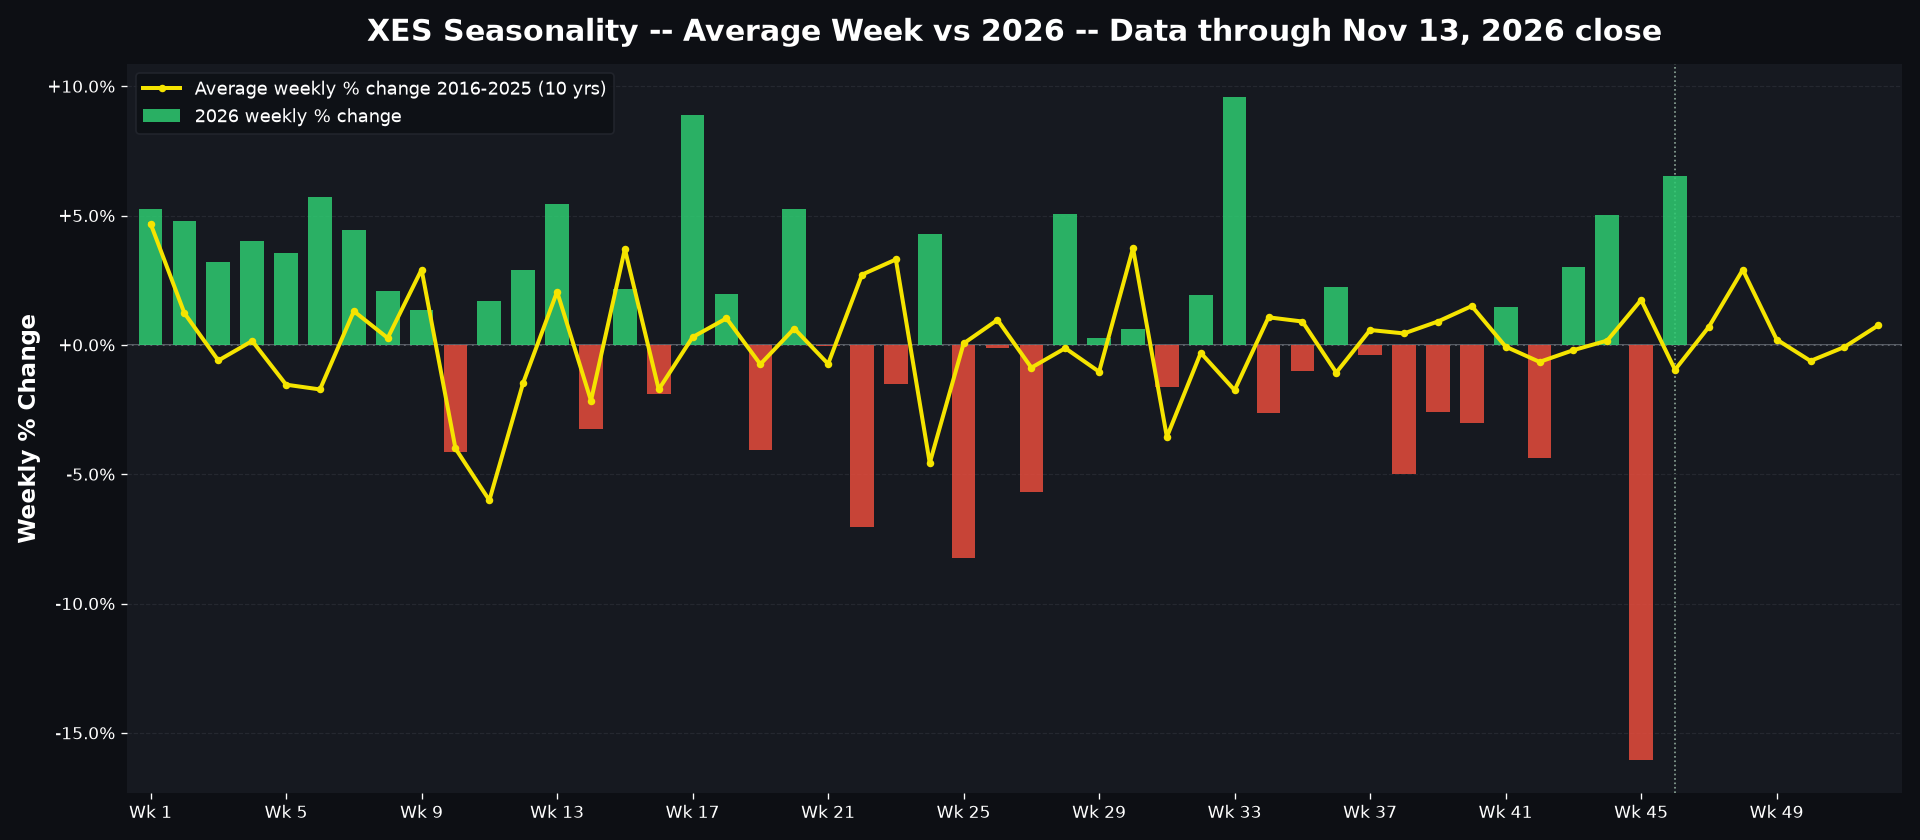 XES Seasonality -- Average Week vs 2026 -- Data through Nov 13, 2026 close
Average weekly % change 2016-2025 (10 yrs)
2026 weekly % change
Weekly % Change
+10.0%
+5.0%
+0.0%
-5.0%
-10.0%
-15.0%
Wk 1 Wk 5 Wk 9 Wk 13 Wk 17 Wk 21 Wk 25 Wk 29 Wk 33 Wk 37 Wk 41 Wk 45 Wk 49